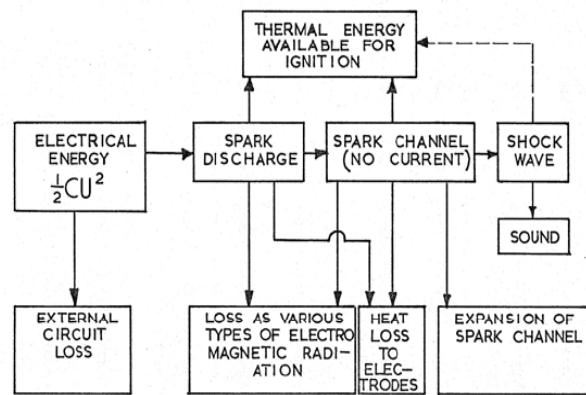 THERMAL ENERGY
AVAILABLE FOR
IGNITION
ELECTRICAL
ENERGY
½CU²
SPARK
DISCHARGE
SPARK CHANNEL
(NO CURRENT)
SHOCK
WAVE
SOUND
EXTERNAL
CIRCUIT
LOSS
LOSS AS VARIOUS
TYPES OF ELECTRO
MAGNETIC RADI-
ATION
HEAT
LOSS
TO
ELEC-
TRODES
EXPANSION OF
SPARK CHANNEL